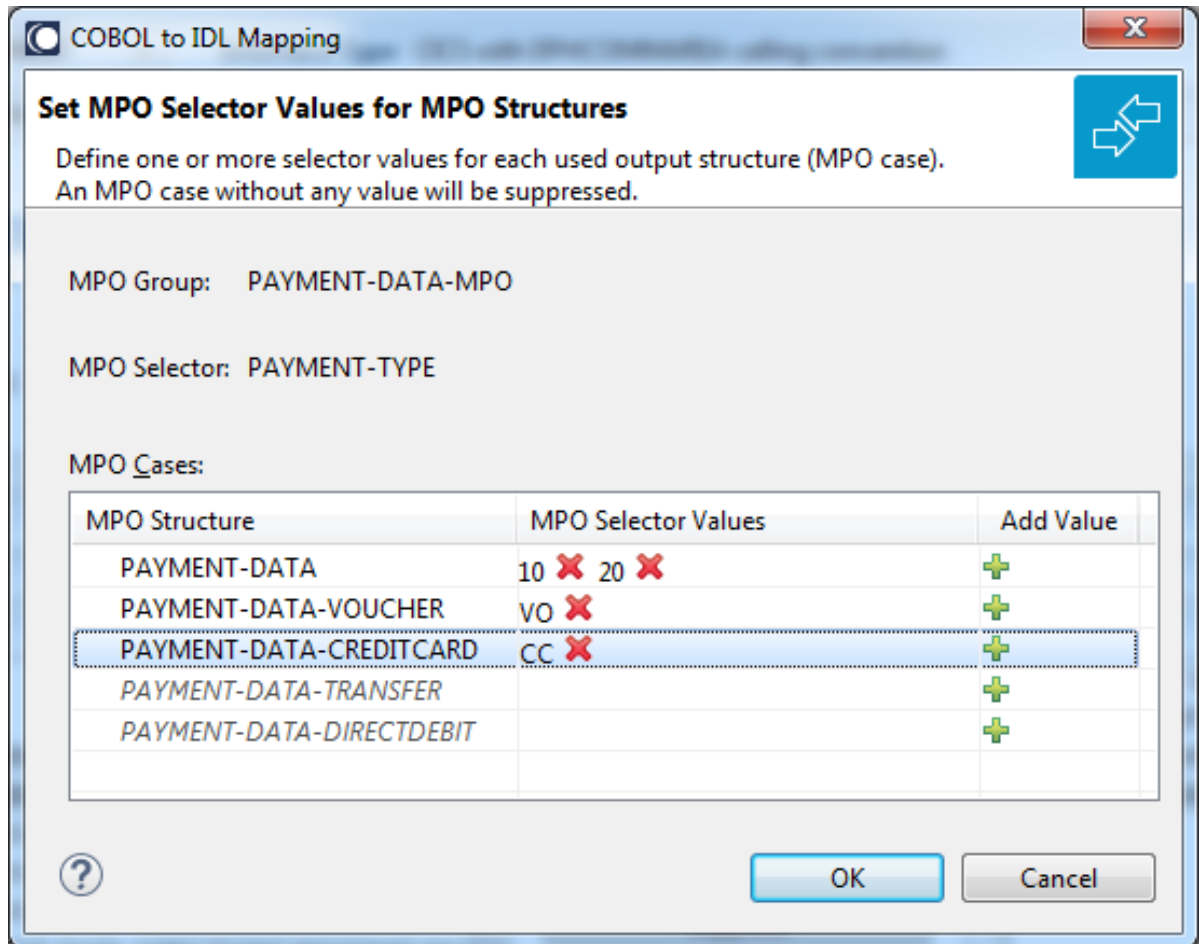 COBOL to IDL Mapping
Set MPO Selector Values for MPO Structures
Define one or more selector values for each used output structure (MPO case).
An MPO case without any value will be suppressed.
MPO Group: PAYMENT-DATA-MPO
MPO Selector: PAYMENT-TYPE
MPO Cases:
MPO Structure MPO Selector Values Add Value
PAYMENT-DATA 10 20
PAYMENT-DATA-VOUCHER VO
PAYMENT-DATA-CREDITCARD CC
PAYMENT-DATA-TRANSFER
PAYMENT-DATA-DIRECTDEBIT
? OK Cancel